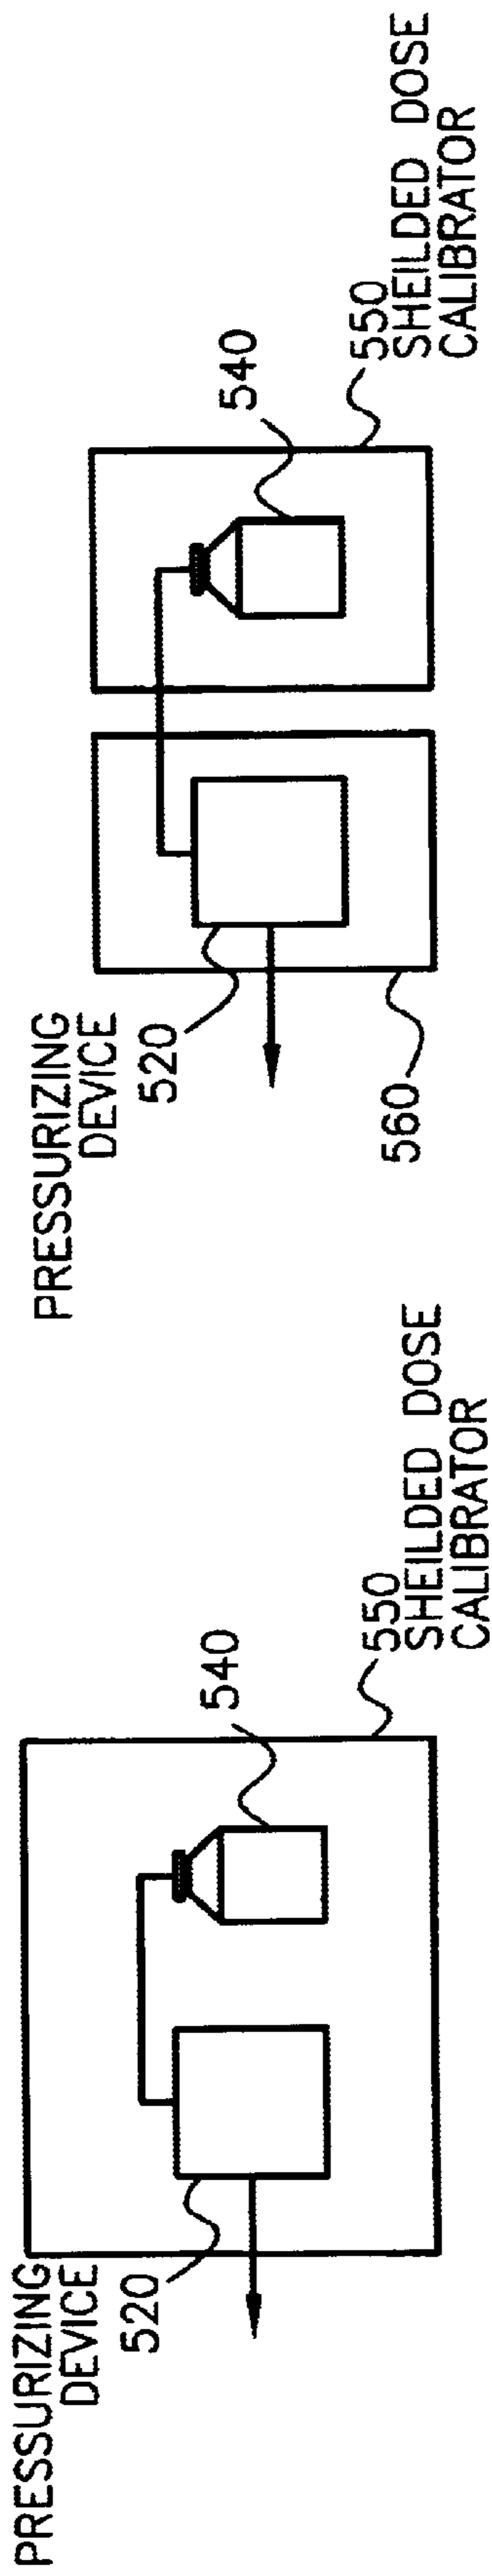 PRESSURIZING
DEVICE
520
540
550
SHEILDED DOSE
CALIBRATOR
PRESSURIZING
DEVICE
520
560
540
550
SHEILDED DOSE
CALIBRATOR